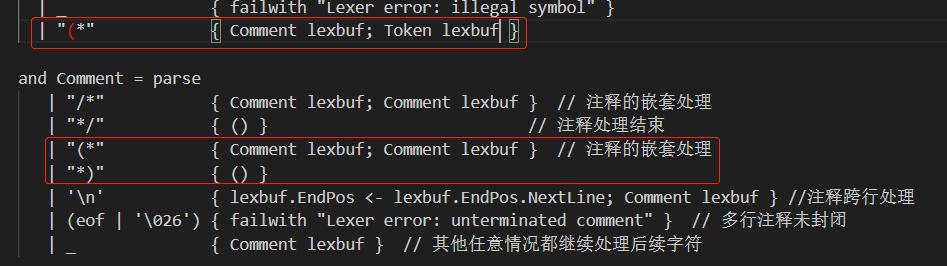 | _ { failwith "Lexer error: illegal symbol" }
| "(*" { Comment lexbuf; Token lexbuf }
and Comment = parse
| "/*" { Comment lexbuf; Comment lexbuf } // 注释的嵌套处理
| "*/" { () } // 注释处理结束
| "(*" { Comment lexbuf; Comment lexbuf } // 注释的嵌套处理
| "*)" { () }
| '\n' { lexbuf.EndPos <- lexbuf.EndPos.NextLine; Comment lexbuf } //注释跨行处理
| (eof | '\026') { failwith "Lexer error: unterminated comment" } // 多行注释未封闭
| _ { Comment lexbuf } // 其他任意情况都继续处理后续字符